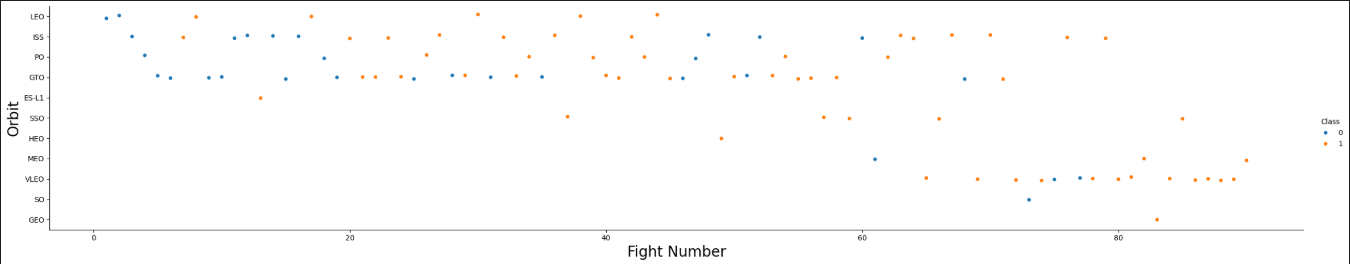 LEO
ISS
PO
GTO
ES-L1
SSO
HEO
MEO
VLEO
SO
GEO
Orbit
0 20 40 60 80
Fight Number
Class
0
1